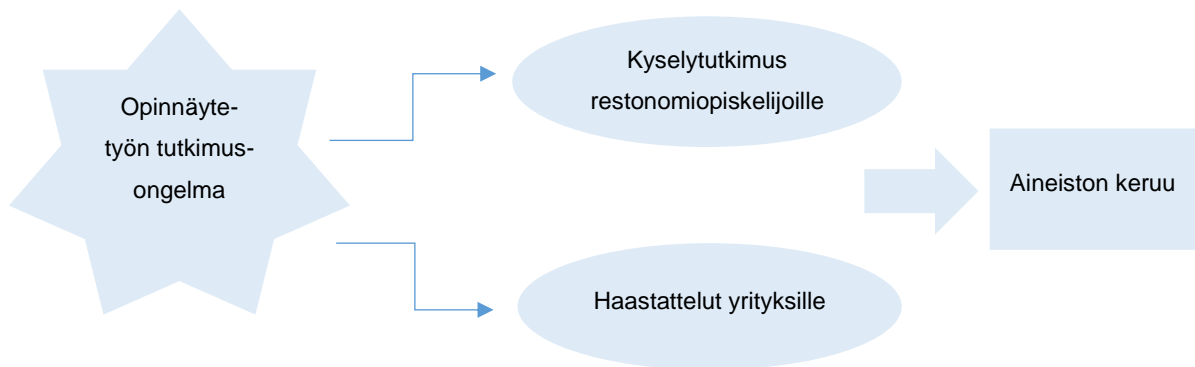 Opinnäyte-
työn tutkimus-
ongelma
Kyselytutkimus
restonomiopiskelijoille
Haastattelut yrityksille
Aineiston keruu